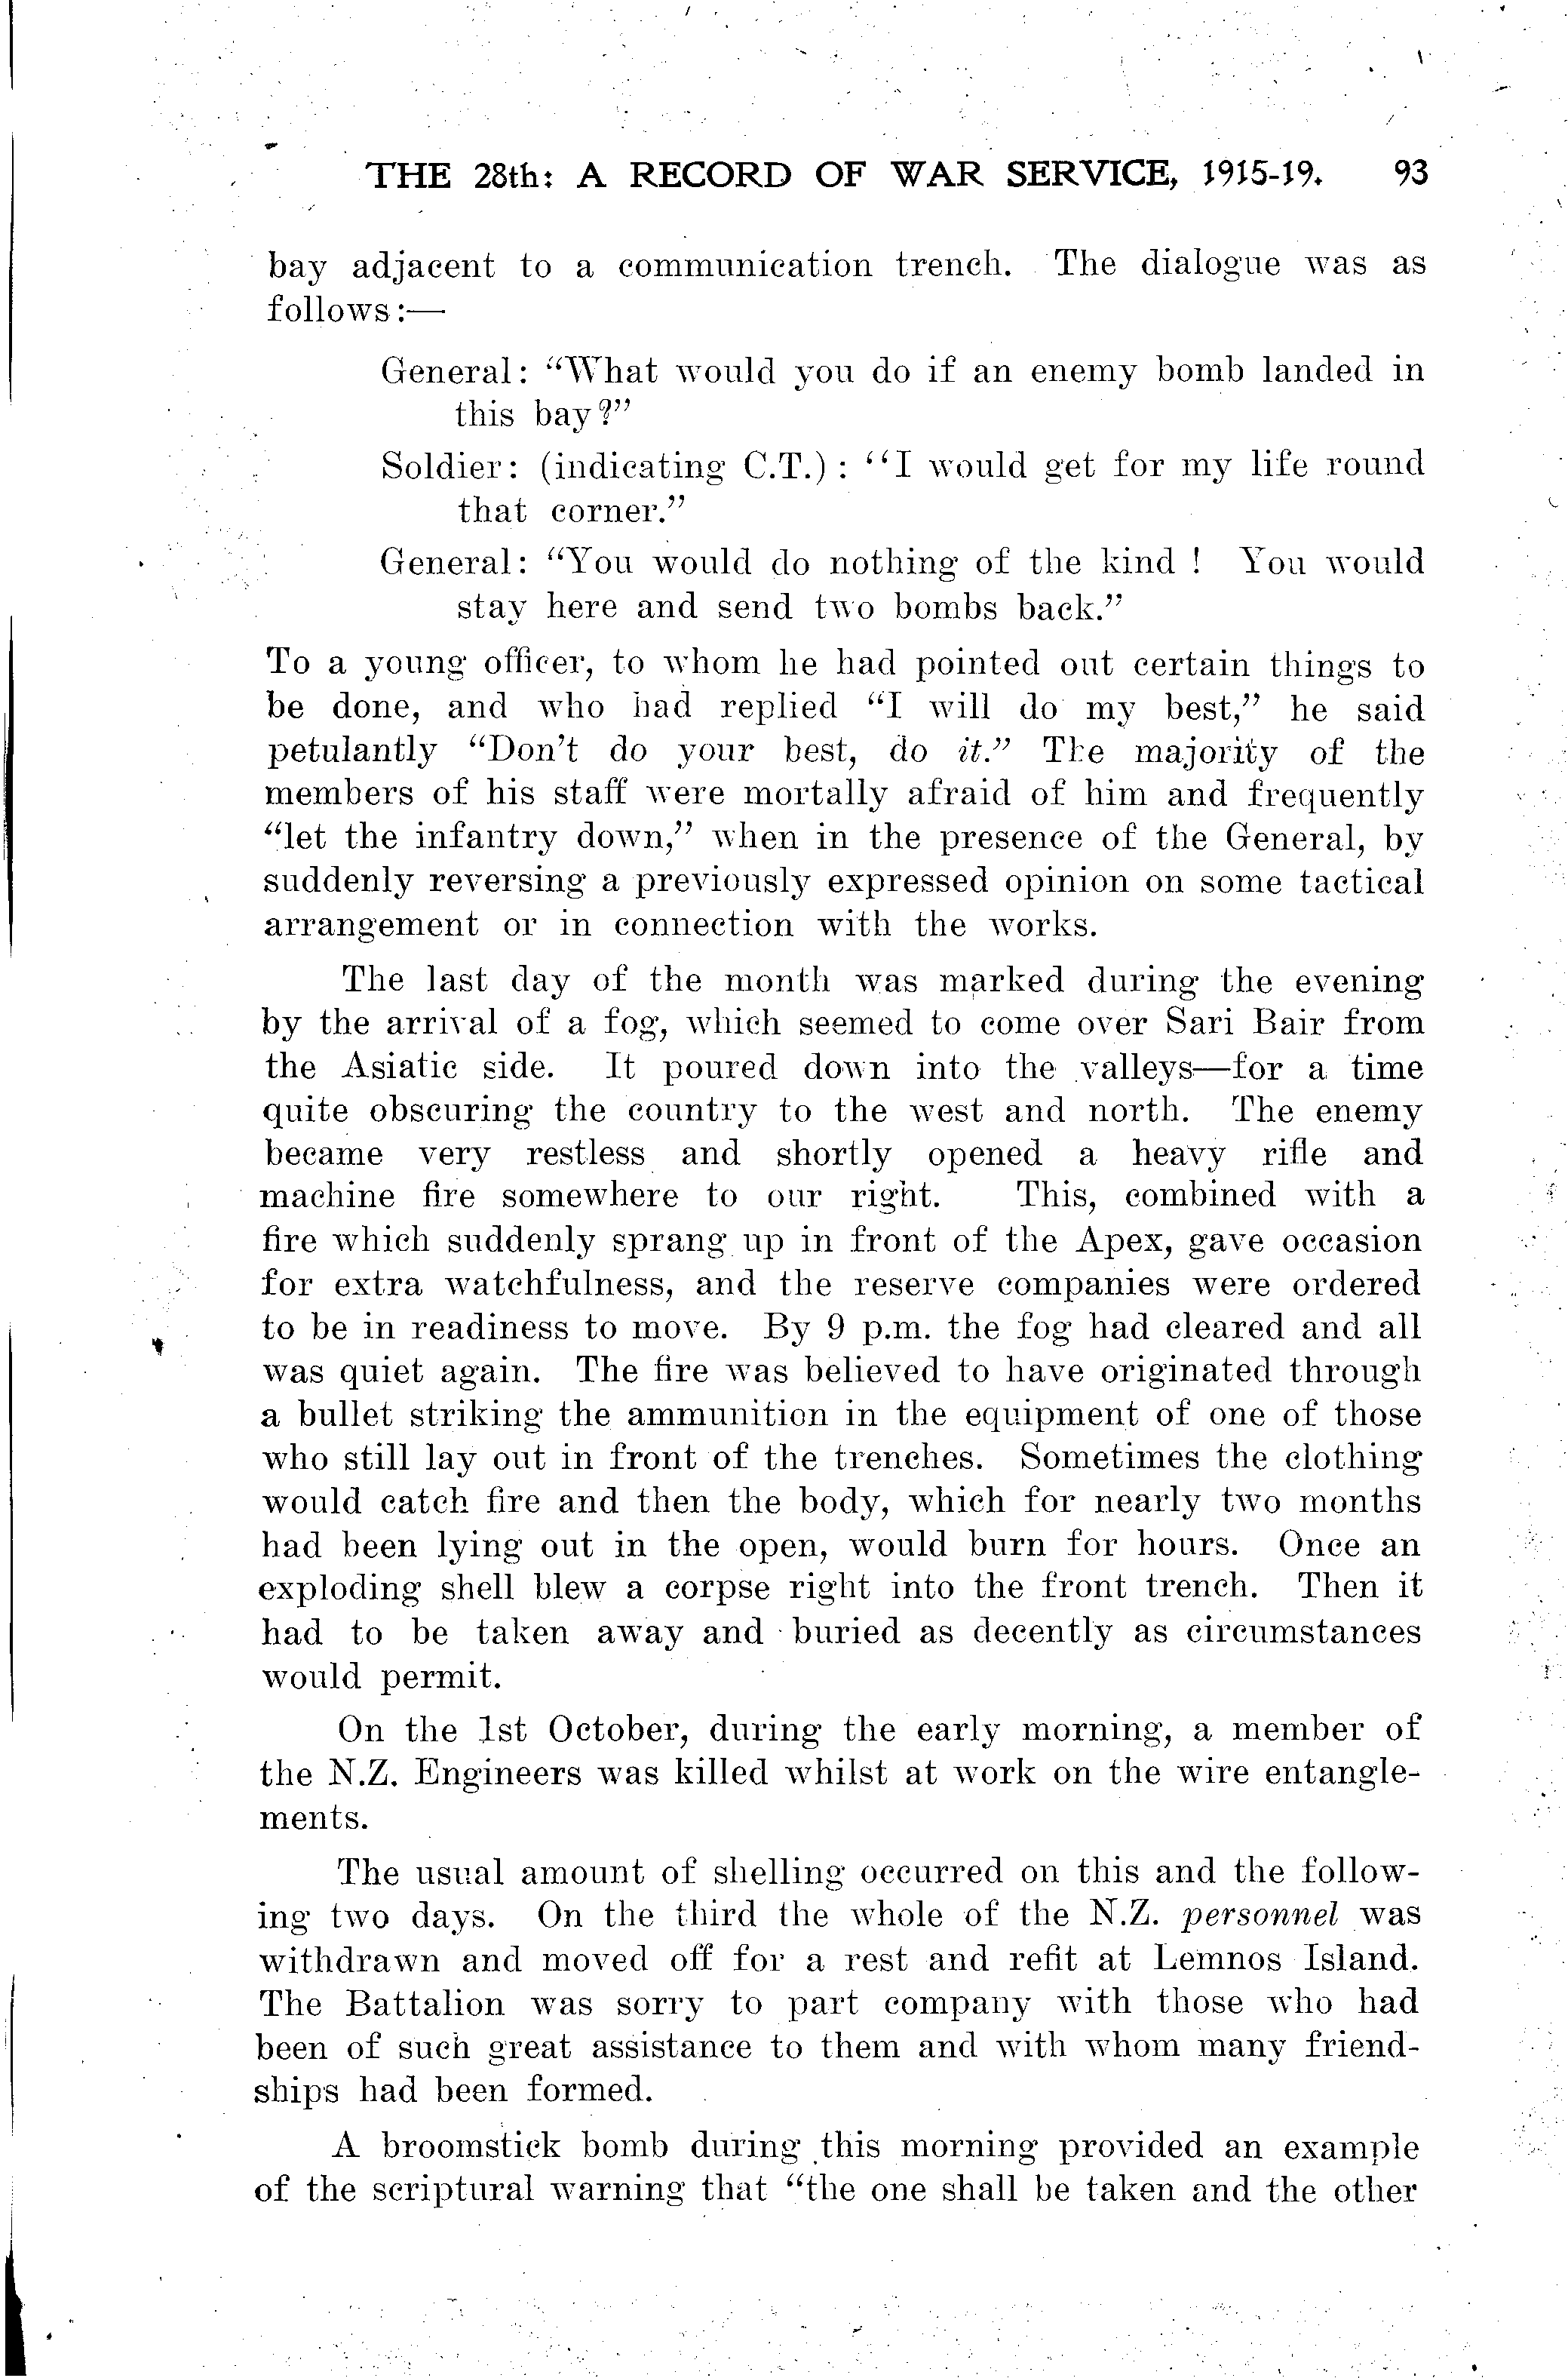 THE 28th: A RECORD OF WAR SERVICE, 1915-19. 93
bay adjacent to a communication trench. The dialogue was as
follows:—
General: "What would you do if an enemy bomb landed in
this bay?"
Soldier: (indicating C.T.): "I would get for my life round
that corner."
General: "You would do nothing of the kind! You would
stay here and send two bombs back."
To a young officer, to whom he had pointed out certain things to
be done, and who had replied "I will do my best," he said
petulantly "Don't do your best, do it." The majority of the
members of his staff were mortally afraid of him and frequently
"let the infantry down," when in the presence of the General, by
suddenly reversing a previously expressed opinion on some tactical
arrangement or in connection with the works.
The last day of the month was marked during the evening
by the arrival of a fog, which seemed to come over Sari Bair from
the Asiatic side. It poured down into the valleys—for a time
quite obscuring the country to the west and north. The enemy
became very restless and shortly opened a heavy rifle and
machine fire somewhere to our right. This, combined with a
fire which suddenly sprang up in front of the Apex, gave occasion
for extra watchfulness, and the reserve companies were ordered
to be in readiness to move. By 9 p.m. the fog had cleared and all
was quiet again. The fire was believed to have originated through
a bullet striking the ammunition in the equipment of one of those
who still lay out in front of the trenches. Sometimes the clothing
would catch fire and then the body, which for nearly two months
had been lying out in the open, would burn for hours. Once an
exploding shell blew a corpse right into the front trench. Then it
had to be taken away and buried as decently as circumstances
would permit.
On the 1st October, during the early morning, a member of
the N.Z. Engineers was killed whilst at work on the wire entangle-
ments.
The usual amount of shelling occurred on this and the follow-
ing two days. On the third the whole of the N.Z. personnel was
withdrawn and moved off for a rest and refit at Lemnos Island.
The Battalion was sorry to part company with those who had
been of such great assistance to them and with whom many friend-
ships had been formed.
A broomstick bomb during this morning provided an example
of the scriptural warning that "the one shall be taken and the other